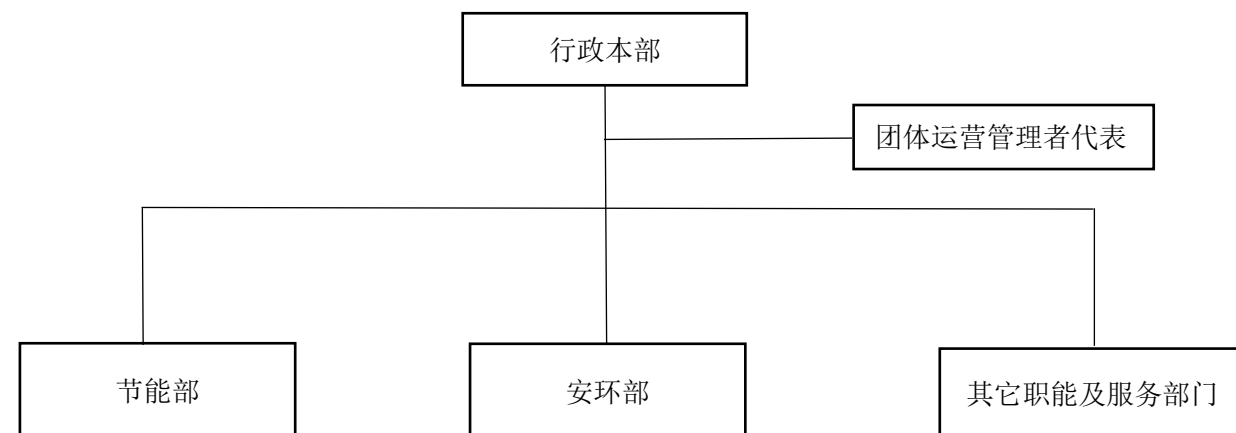 行政本部
团体运营管理者代表
节能部
安环部
其它职能及服务部门